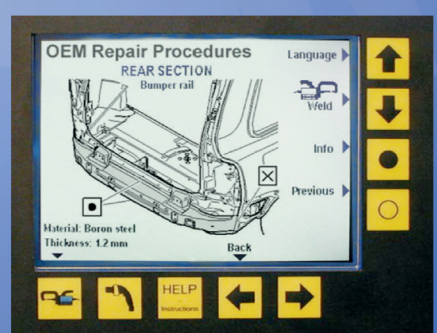 OEM Repair Procedures
REAR SECTION
Bumper rail
Language
Weld
Info
Previous
Material: Boron steel
Thickness: 1.2 mm
Back
HELP
Instructions